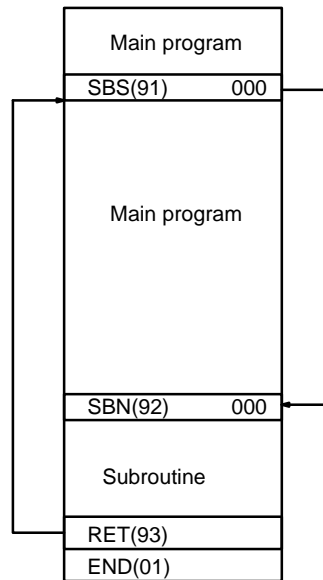 Main program
SBS(91) 000
Main program
SBN(92) 000
Subroutine
RET(93)
END(01)